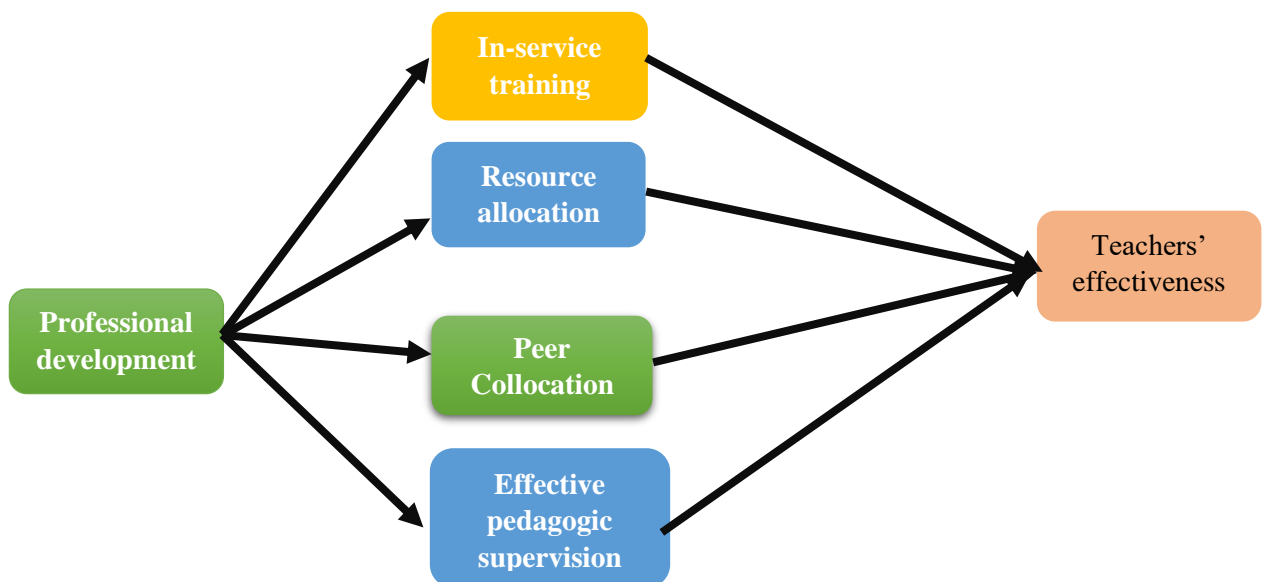 In-service
training
Resource
allocation
Professional
development
Peer
Collocation
Effective
pedagogic
supervision
Teachers’
effectiveness